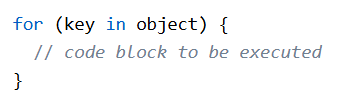 for (key in object) {
  // code block to be executed
}